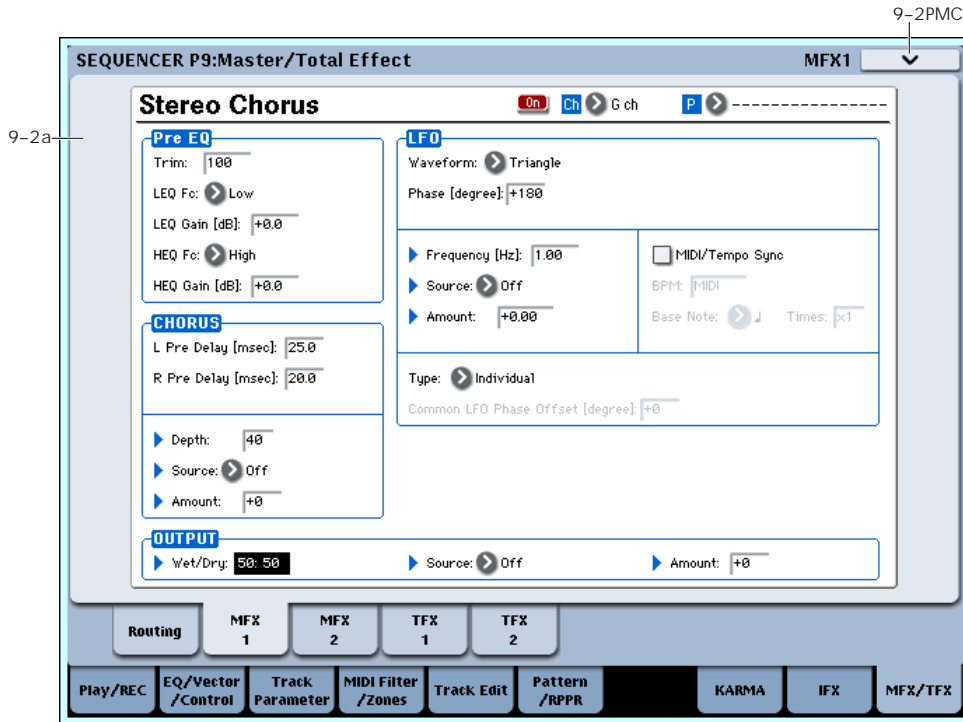 9–2PMC
SEQUENCER P9:Master/Total Effect
MFX1
9–2a
Stereo Chorus
On
Ch
G ch
P
----------------
Pre EQ
Trim: 100
LEQ Fc: Low
LEQ Gain [dB]: +0.0
HEQ Fc: High
HEQ Gain [dB]: +0.0
CHORUS
L Pre Delay [msec]: 25.0
R Pre Delay [msec]: 20.0
Depth: 40
Source: Off
Amount: +0
LFO
Waveform: Triangle
Phase [degree]: +180
Frequency [Hz]: 1.00
Source: Off
Amount: +0.00
MIDI/Tempo Sync
BPM: MIDI
Base Note: ♩ Times: x1
Type: Individual
Common LFO Phase Offset [degree]: +0
OUTPUT
Wet/Dry: 50: 50
Source: Off
Amount: +0
Routing
MFX
1
MFX
2
TFX
1
TFX
2
Play/REC
EQ/Vector
/Control
Track
Parameter
MIDI Filter
/Zones
Track Edit
Pattern
/RPPR
KARMA
IFX
MFX/TFX